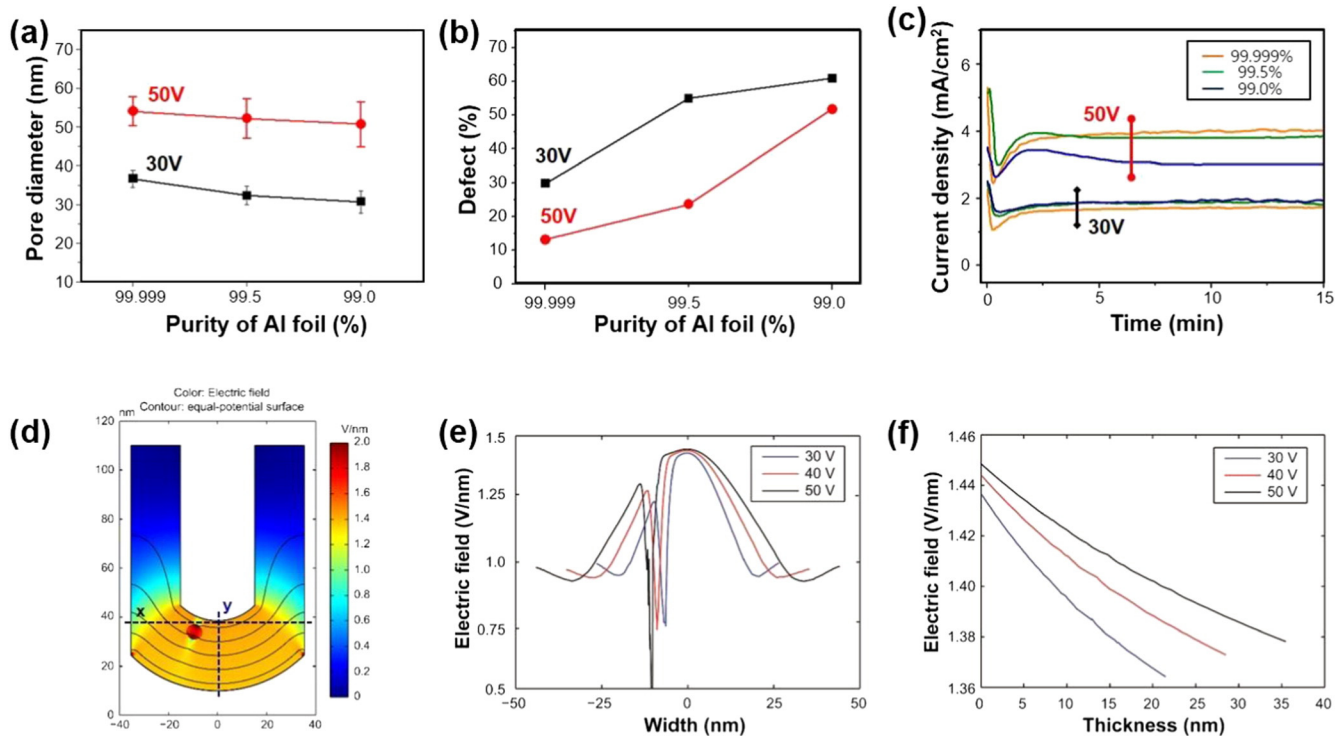 (a)
Pore diameter (nm)
70
60
50
40
30
20
10
50V
30V
99.999
99.5
99.0
Purity of Al foil (%)
(b)
Defect (%)
70
60
50
40
30
20
10
0
30V
50V
99.999
99.5
99.0
Purity of Al foil (%)
(c)
Current density (mA/cm²)
6
4
2
0
99.999%
99.5%
99.0%
50V
30V
0
5
10
15
Time (min)
(d)
Color: Electric field
Contour: equal-potential surface
nm
120
100
80
60
40
20
0
x
y
−40
−20
0
20
40
V/nm
2.0
1.8
1.6
1.4
1.2
1.0
0.8
0.6
0.4
0.2
0
(e)
Electric field (V/nm)
1.5
1.25
1.0
0.75
0.5
30 V
40 V
50 V
−50
−25
0
25
50
Width (nm)
(f)
Electric field (V/nm)
1.46
1.44
1.42
1.40
1.38
1.36
30 V
40 V
50 V
0
5
10
15
20
25
30
35
40
Thickness (nm)